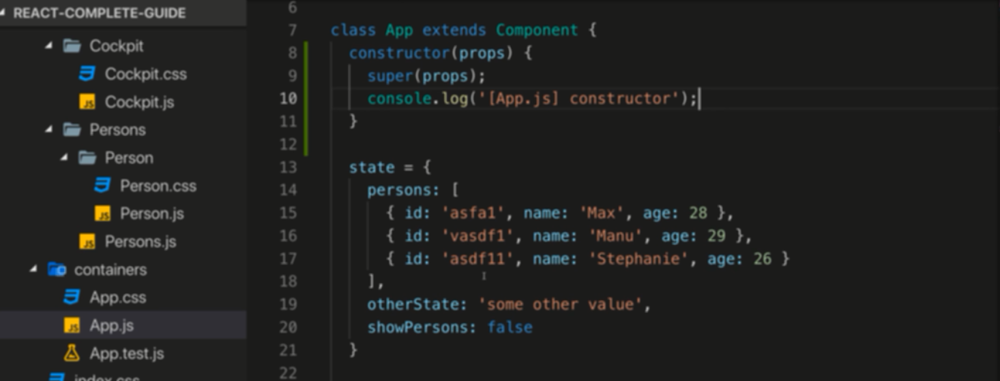 REACT-COMPLETE-GUIDE
Cockpit
Cockpit.css
Cockpit.js
Persons
Person
Person.css
Person.js
Persons.js
containers
App.css
App.js
App.test.js
index.css
6
7 class App extends Component {
8 constructor(props) {
9 super(props);
10 console.log('[App.js] constructor');
11 }
12
13 state = {
14 persons: [
15 { id: 'asfa1', name: 'Max', age: 28 },
16 { id: 'vasdf1', name: 'Manu', age: 29 },
17 { id: 'asdf11', name: 'Stephanie', age: 26 }
18 ],
19 otherState: 'some other value',
20 showPersons: false
21 }
22